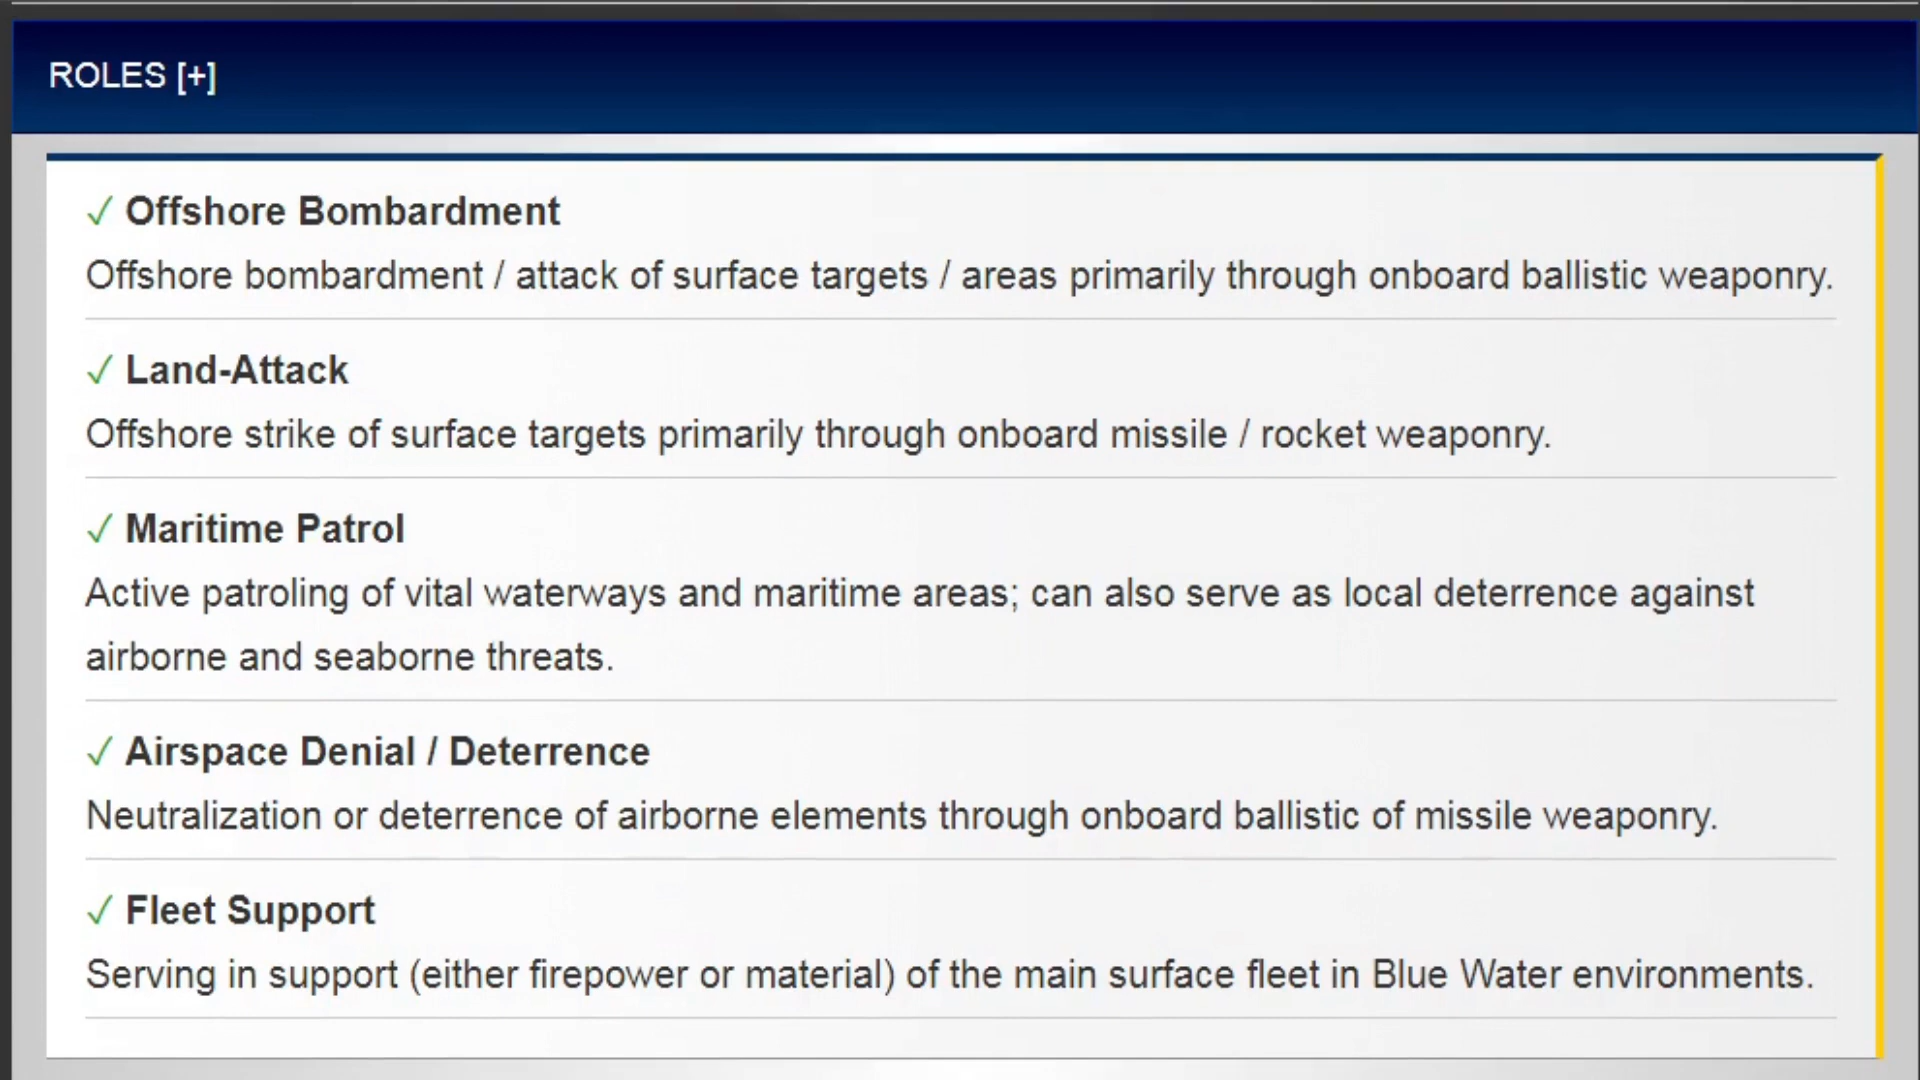 ROLES [+]
✓ Offshore Bombardment
Offshore bombardment / attack of surface targets / areas primarily through onboard ballistic weaponry.
✓ Land-Attack
Offshore strike of surface targets primarily through onboard missile / rocket weaponry.
✓ Maritime Patrol
Active patroling of vital waterways and maritime areas; can also serve as local deterrence against
airborne and seaborne threats.
✓ Airspace Denial / Deterrence
Neutralization or deterrence of airborne elements through onboard ballistic of missile weaponry.
✓ Fleet Support
Serving in support (either firepower or material) of the main surface fleet in Blue Water environments.